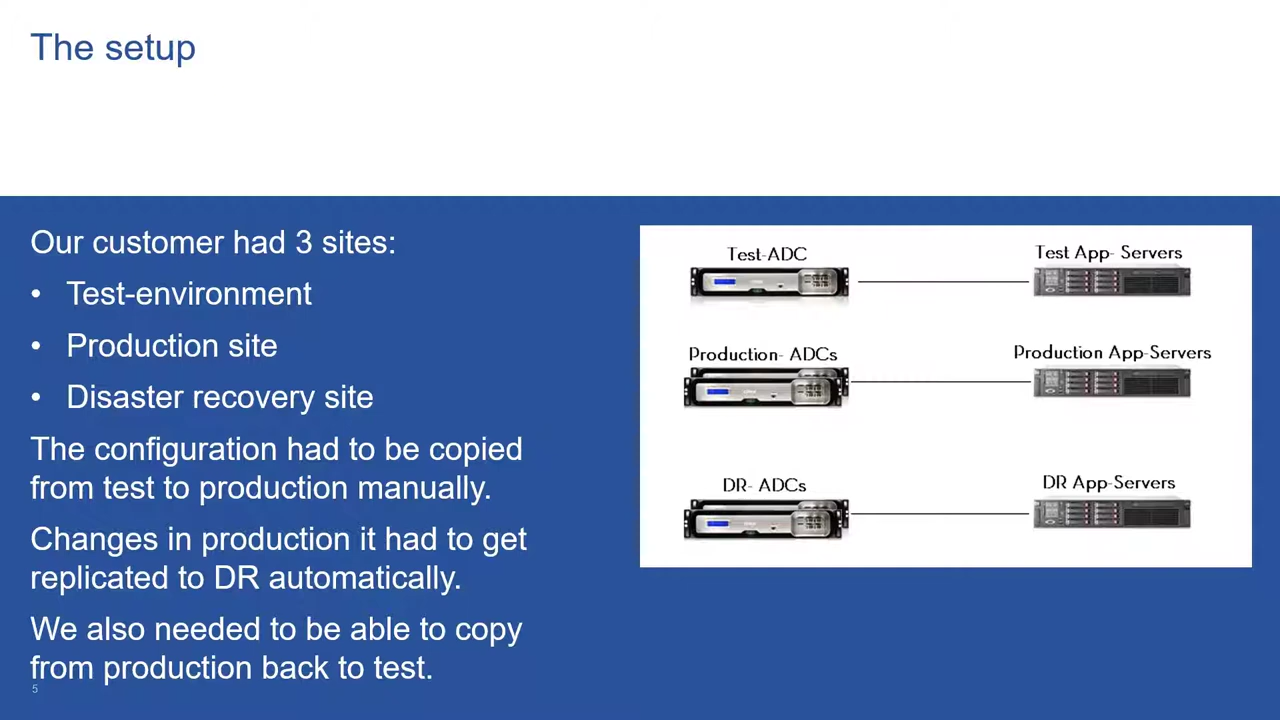 The setup
Our customer had 3 sites:
• Test-environment
• Production site
• Disaster recovery site
The configuration had to be copied
from test to production manually.
Changes in production it had to get
replicated to DR automatically.
We also needed to be able to copy
from production back to test.
5
Test-ADC
Test App- Servers
Production- ADCs
Production App-Servers
DR- ADCs
DR App-Servers